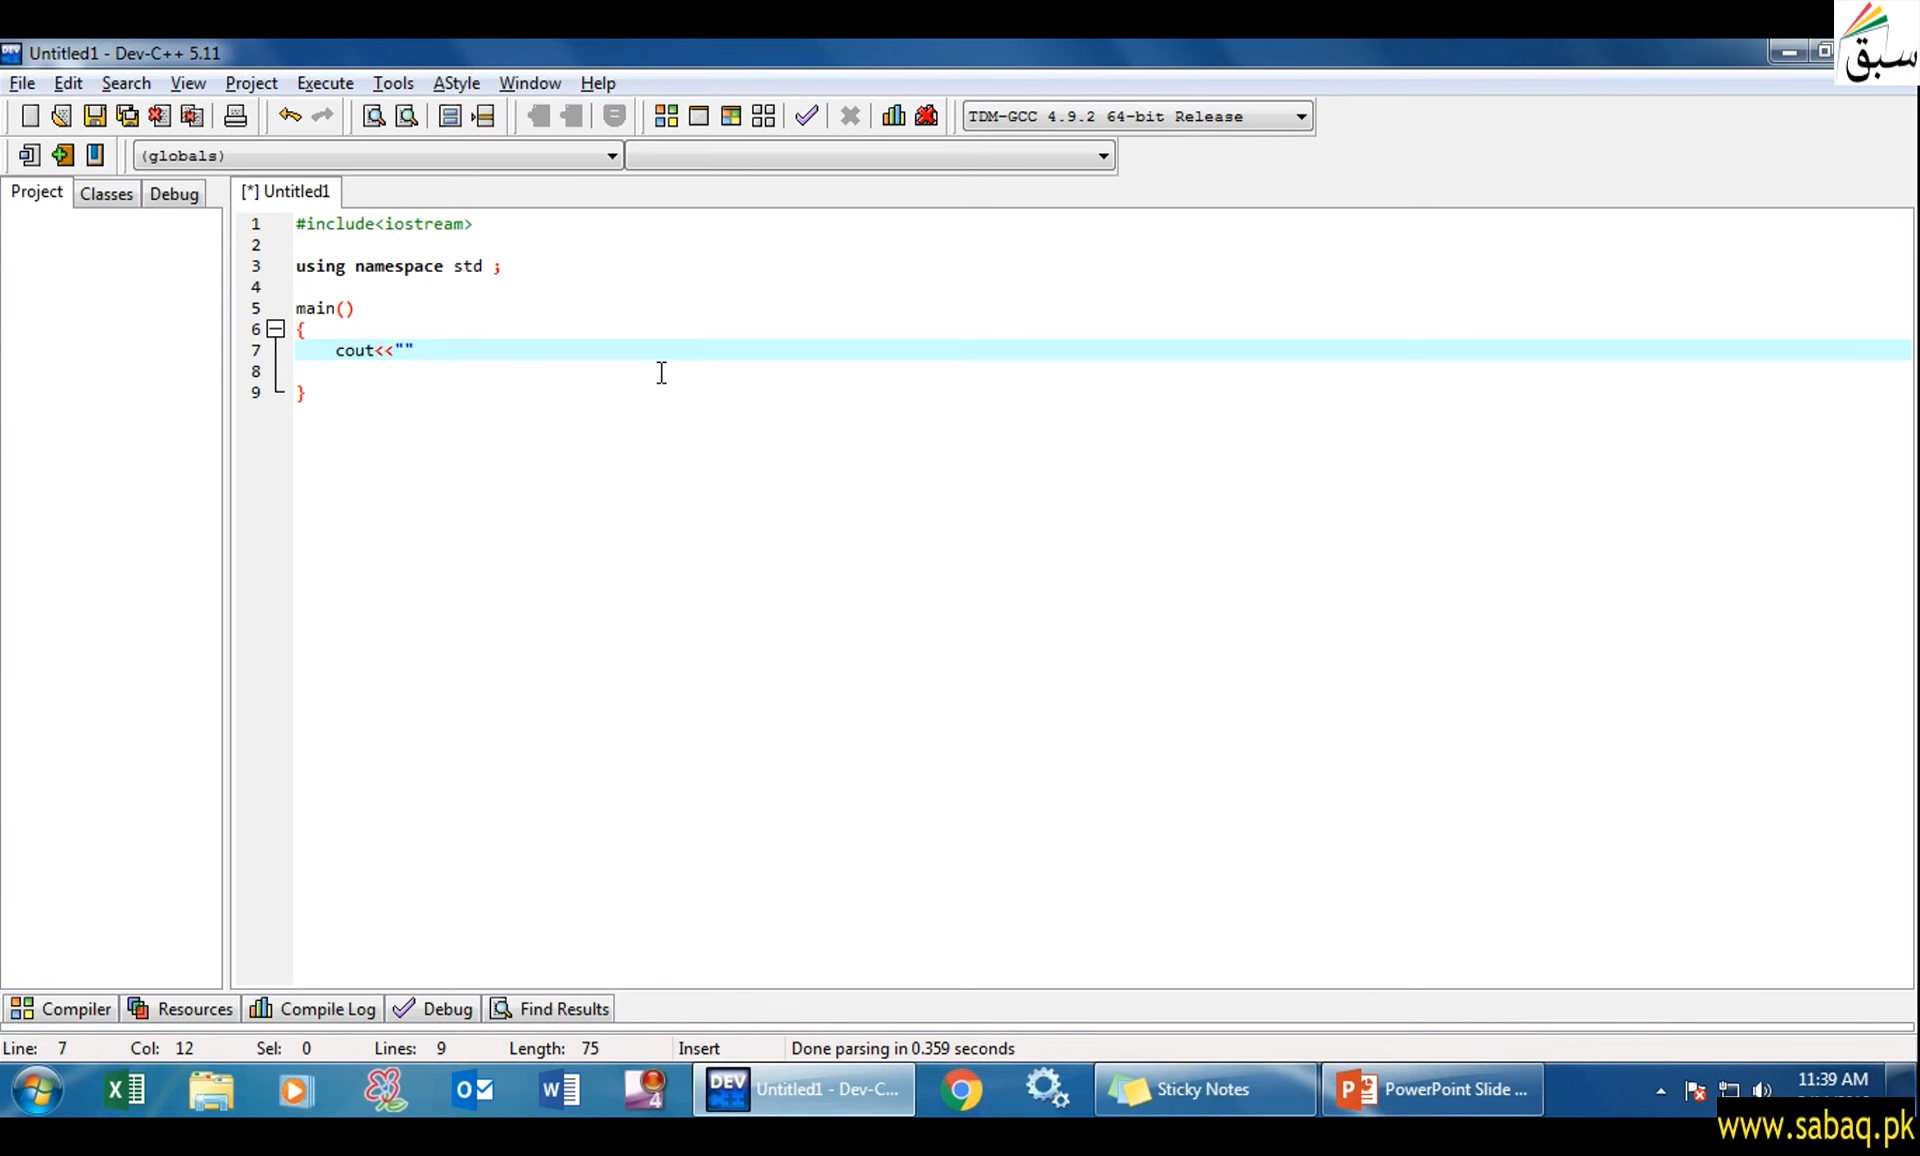 سبق
Untitled1 - Dev-C++ 5.11
File Edit Search View Project Execute Tools AStyle Window Help
TDM-GCC 4.9.2 64-bit Release
(globals)
Project Classes Debug [*] Untitled1
1 #include<iostream>
2
3 using namespace std ;
4
5 main()
6 {
7 cout<<""
8
9 }
Compiler Resources Compile Log Debug Find Results
Line: 7 Col: 12 Sel: 0 Lines: 9 Length: 75 Insert Done parsing in 0.359 seconds
DEV Untitled1 - Dev-C... Sticky Notes PowerPoint Slide ... 11:39 AM
www.sabaq.pk